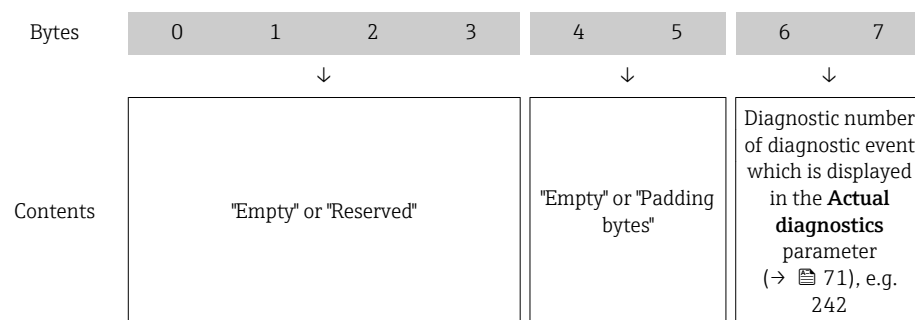 Bytes 0 1 2 3 4 5 6 7
↓ ↓ ↓
Contents
"Empty" or "Reserved"
"Empty" or "Padding
bytes"
Diagnostic number
of diagnostic event
which is displayed
in the Actual
diagnostics
parameter
(→ 71), e.g.
242